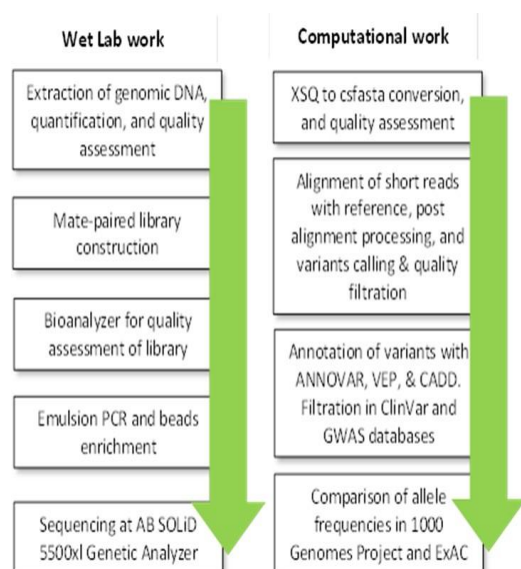 Wet Lab work
Extraction of genomic DNA,
quantification, and quality
assessment
Mate-paired library
construction
Bioanalyzer for quality
assessment of library
Emulsion PCR and beads
enrichment
Sequencing at AB SOLiD
5500xl Genetic Analyzer
Computational work
XSQ to csfasta conversion,
and quality assessment
Alignment of short reads
with reference, post
alignment processing, and
variants calling & quality
filtration
Annotation of variants with
ANNOVAR, VEP, & CADD.
Filtration in ClinVar and
GWAS databases
Comparison of allele
frequencies in 1000
Genomes Project and ExAC